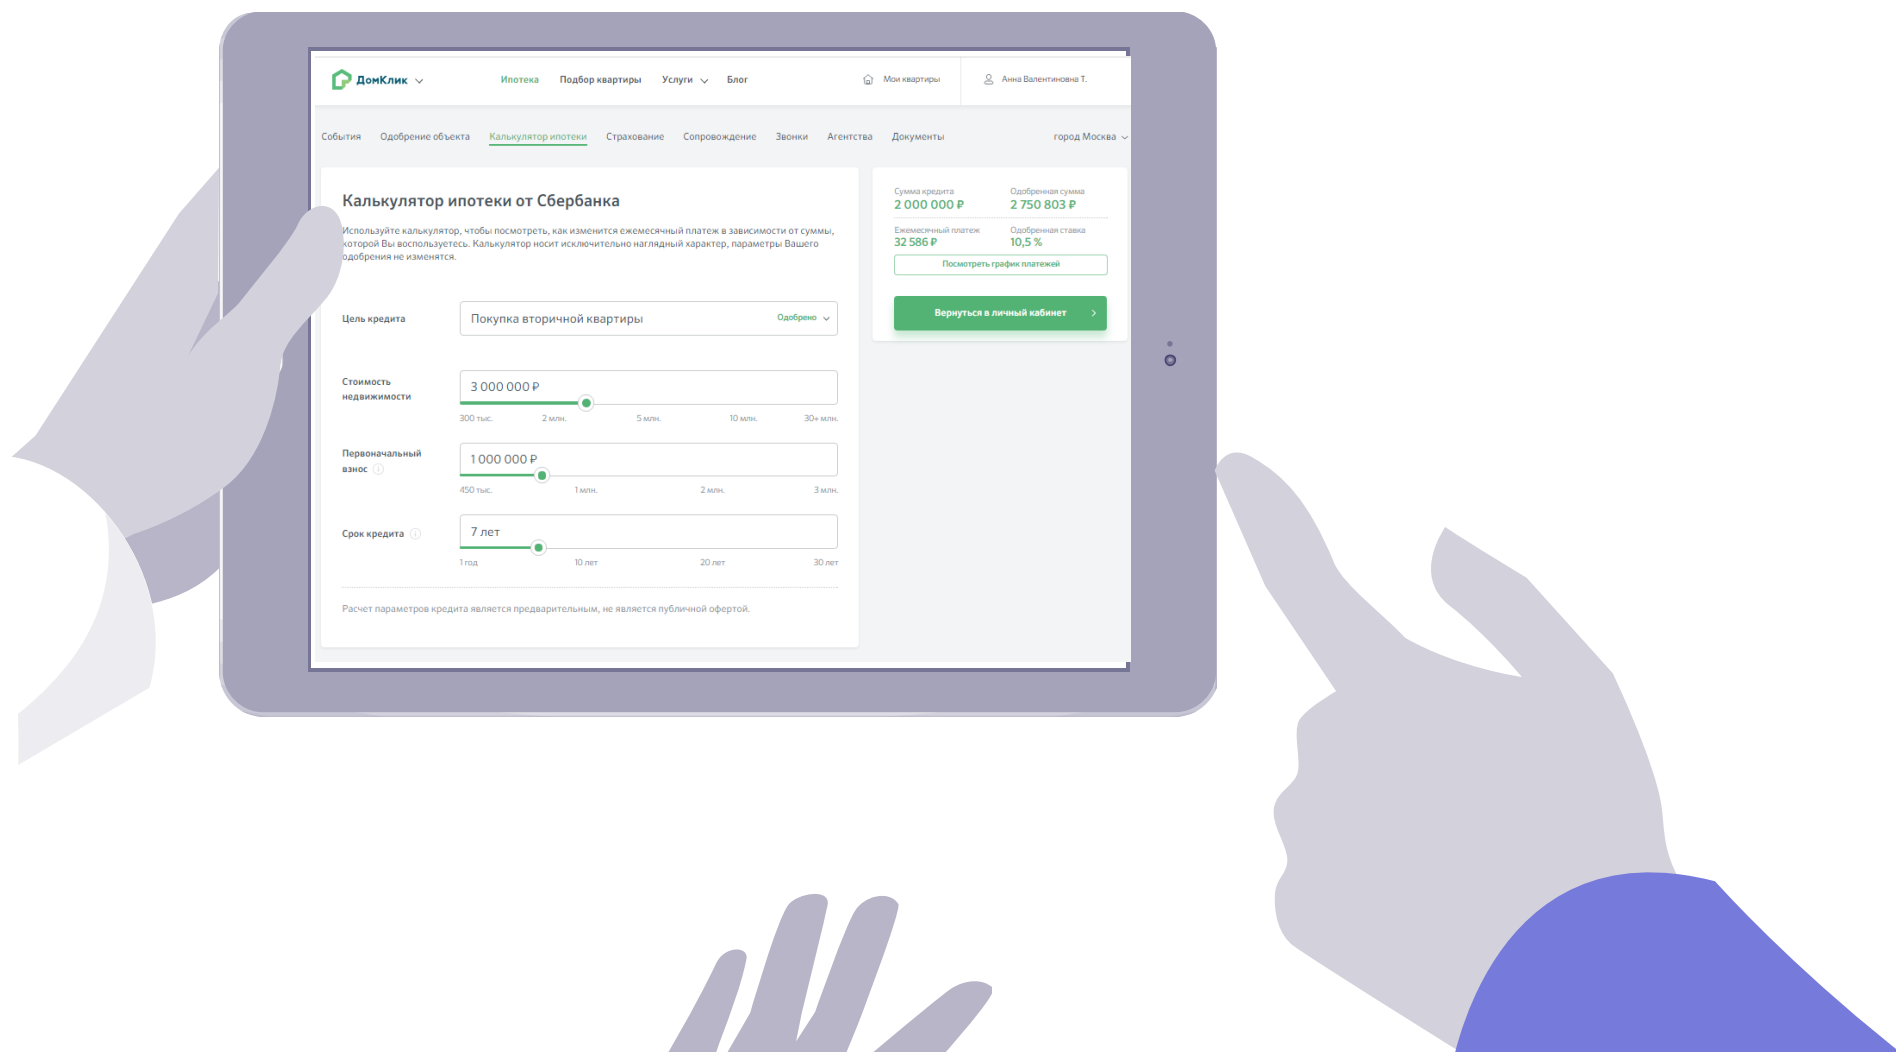 ДомКлик
Ипотека Подбор квартиры Услуги Блог
Мои квартиры
Анна Валентиновна Т.
События Одобрение объекта Калькулятор ипотеки Страхование Сопровождение Звонки Агентства Документы
город Москва
Калькулятор ипотеки от Сбербанка
Используйте калькулятор, чтобы посмотреть, как изменится ежемесячный платеж в зависимости от суммы,
которой Вы воспользуетесь. Калькулятор носит исключительно наглядный характер, параметры Вашего
одобрения не изменятся.
Цель кредита
Покупка вторичной квартиры Одобрено
Стоимость
недвижимости
3 000 000 ₽
300 тыс. 2 млн. 5 млн. 10 млн. 30+ млн.
Первоначальный
взнос
1 000 000 ₽
450 тыс. 1 млн. 2 млн. 3 млн.
Срок кредита
7 лет
1 год 10 лет 20 лет 30 лет
Расчет параметров кредита является предварительным, не является публичной офертой.
Сумма кредита Одобренная сумма
2 000 000 ₽ 2 750 803 ₽
Ежемесячный платеж Одобренная ставка
32 586 ₽ 10,5 %
Посмотреть график платежей
Вернуться в личный кабинет